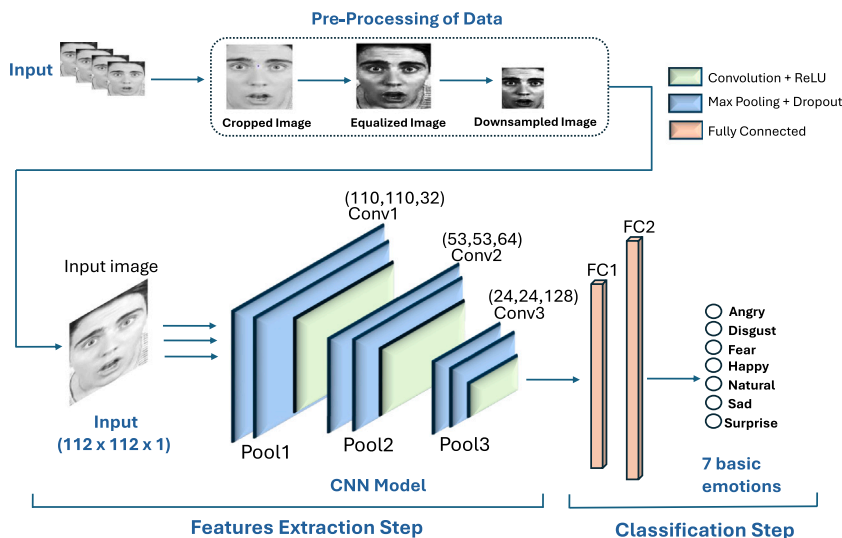 Pre-Processing of Data
Input
Cropped Image
Equalized Image
Downsampled Image
Convolution + ReLU
Max Pooling + Dropout
Fully Connected
Input image
(110,110,32)
Conv1
(53,53,64)
Conv2
(24,24,128)
Conv3
FC1
FC2
Angry
Disgust
Fear
Happy
Natural
Sad
Surprise
Input
(112 x 112 x 1)
Pool1
Pool2
Pool3
CNN Model
7 basic
emotions
Features Extraction Step
Classification Step